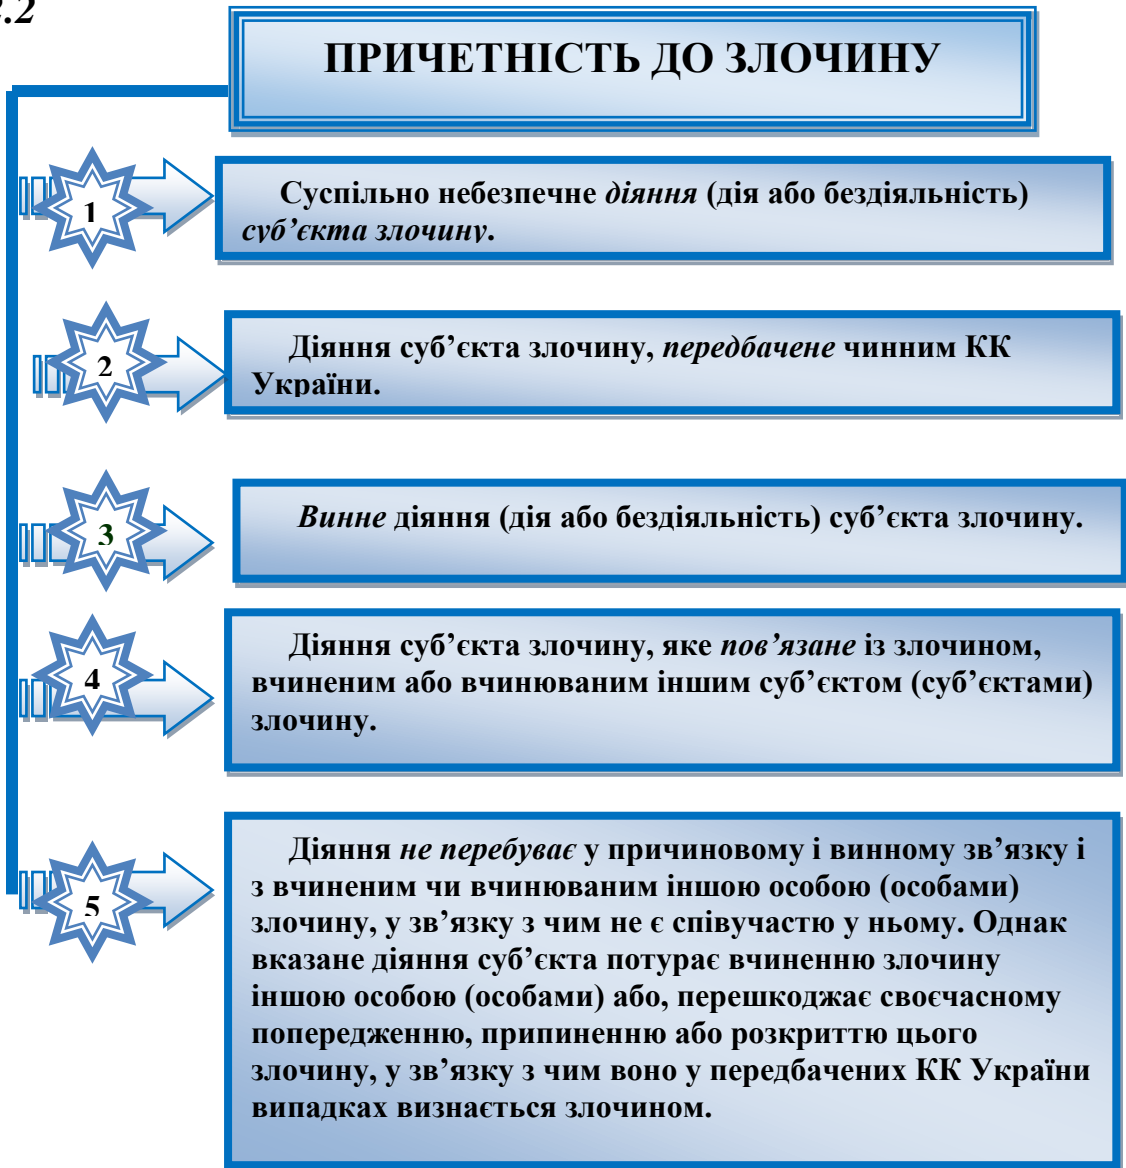 .2
ПРИЧЕТНІСТЬ ДО ЗЛОЧИНУ
1
Суспільно небезпечне діяння (дія або бездіяльність)
суб’єкта злочину.
2
Діяння суб’єкта злочину, передбачене чинним КК
України.
3
Винне діяння (дія або бездіяльність) суб’єкта злочину.
4
Діяння суб’єкта злочину, яке пов’язане із злочином,
вчиненим або вчинюваним іншим суб’єктом (суб’єктами)
злочину.
5
Діяння не перебуває у причиновому і винному зв’язку і
з вчиненим чи вчинюваним іншою особою (особами)
злочину, у зв’язку з чим не є співучастю у ньому. Однак
вказане діяння суб’єкта потурає вчиненню злочину
іншою особою (особами) або, перешкоджає своєчасному
попередженню, припиненню або розкриттю цього
злочину, у зв’язку з чим воно у передбачених КК України
випадках визнається злочином.